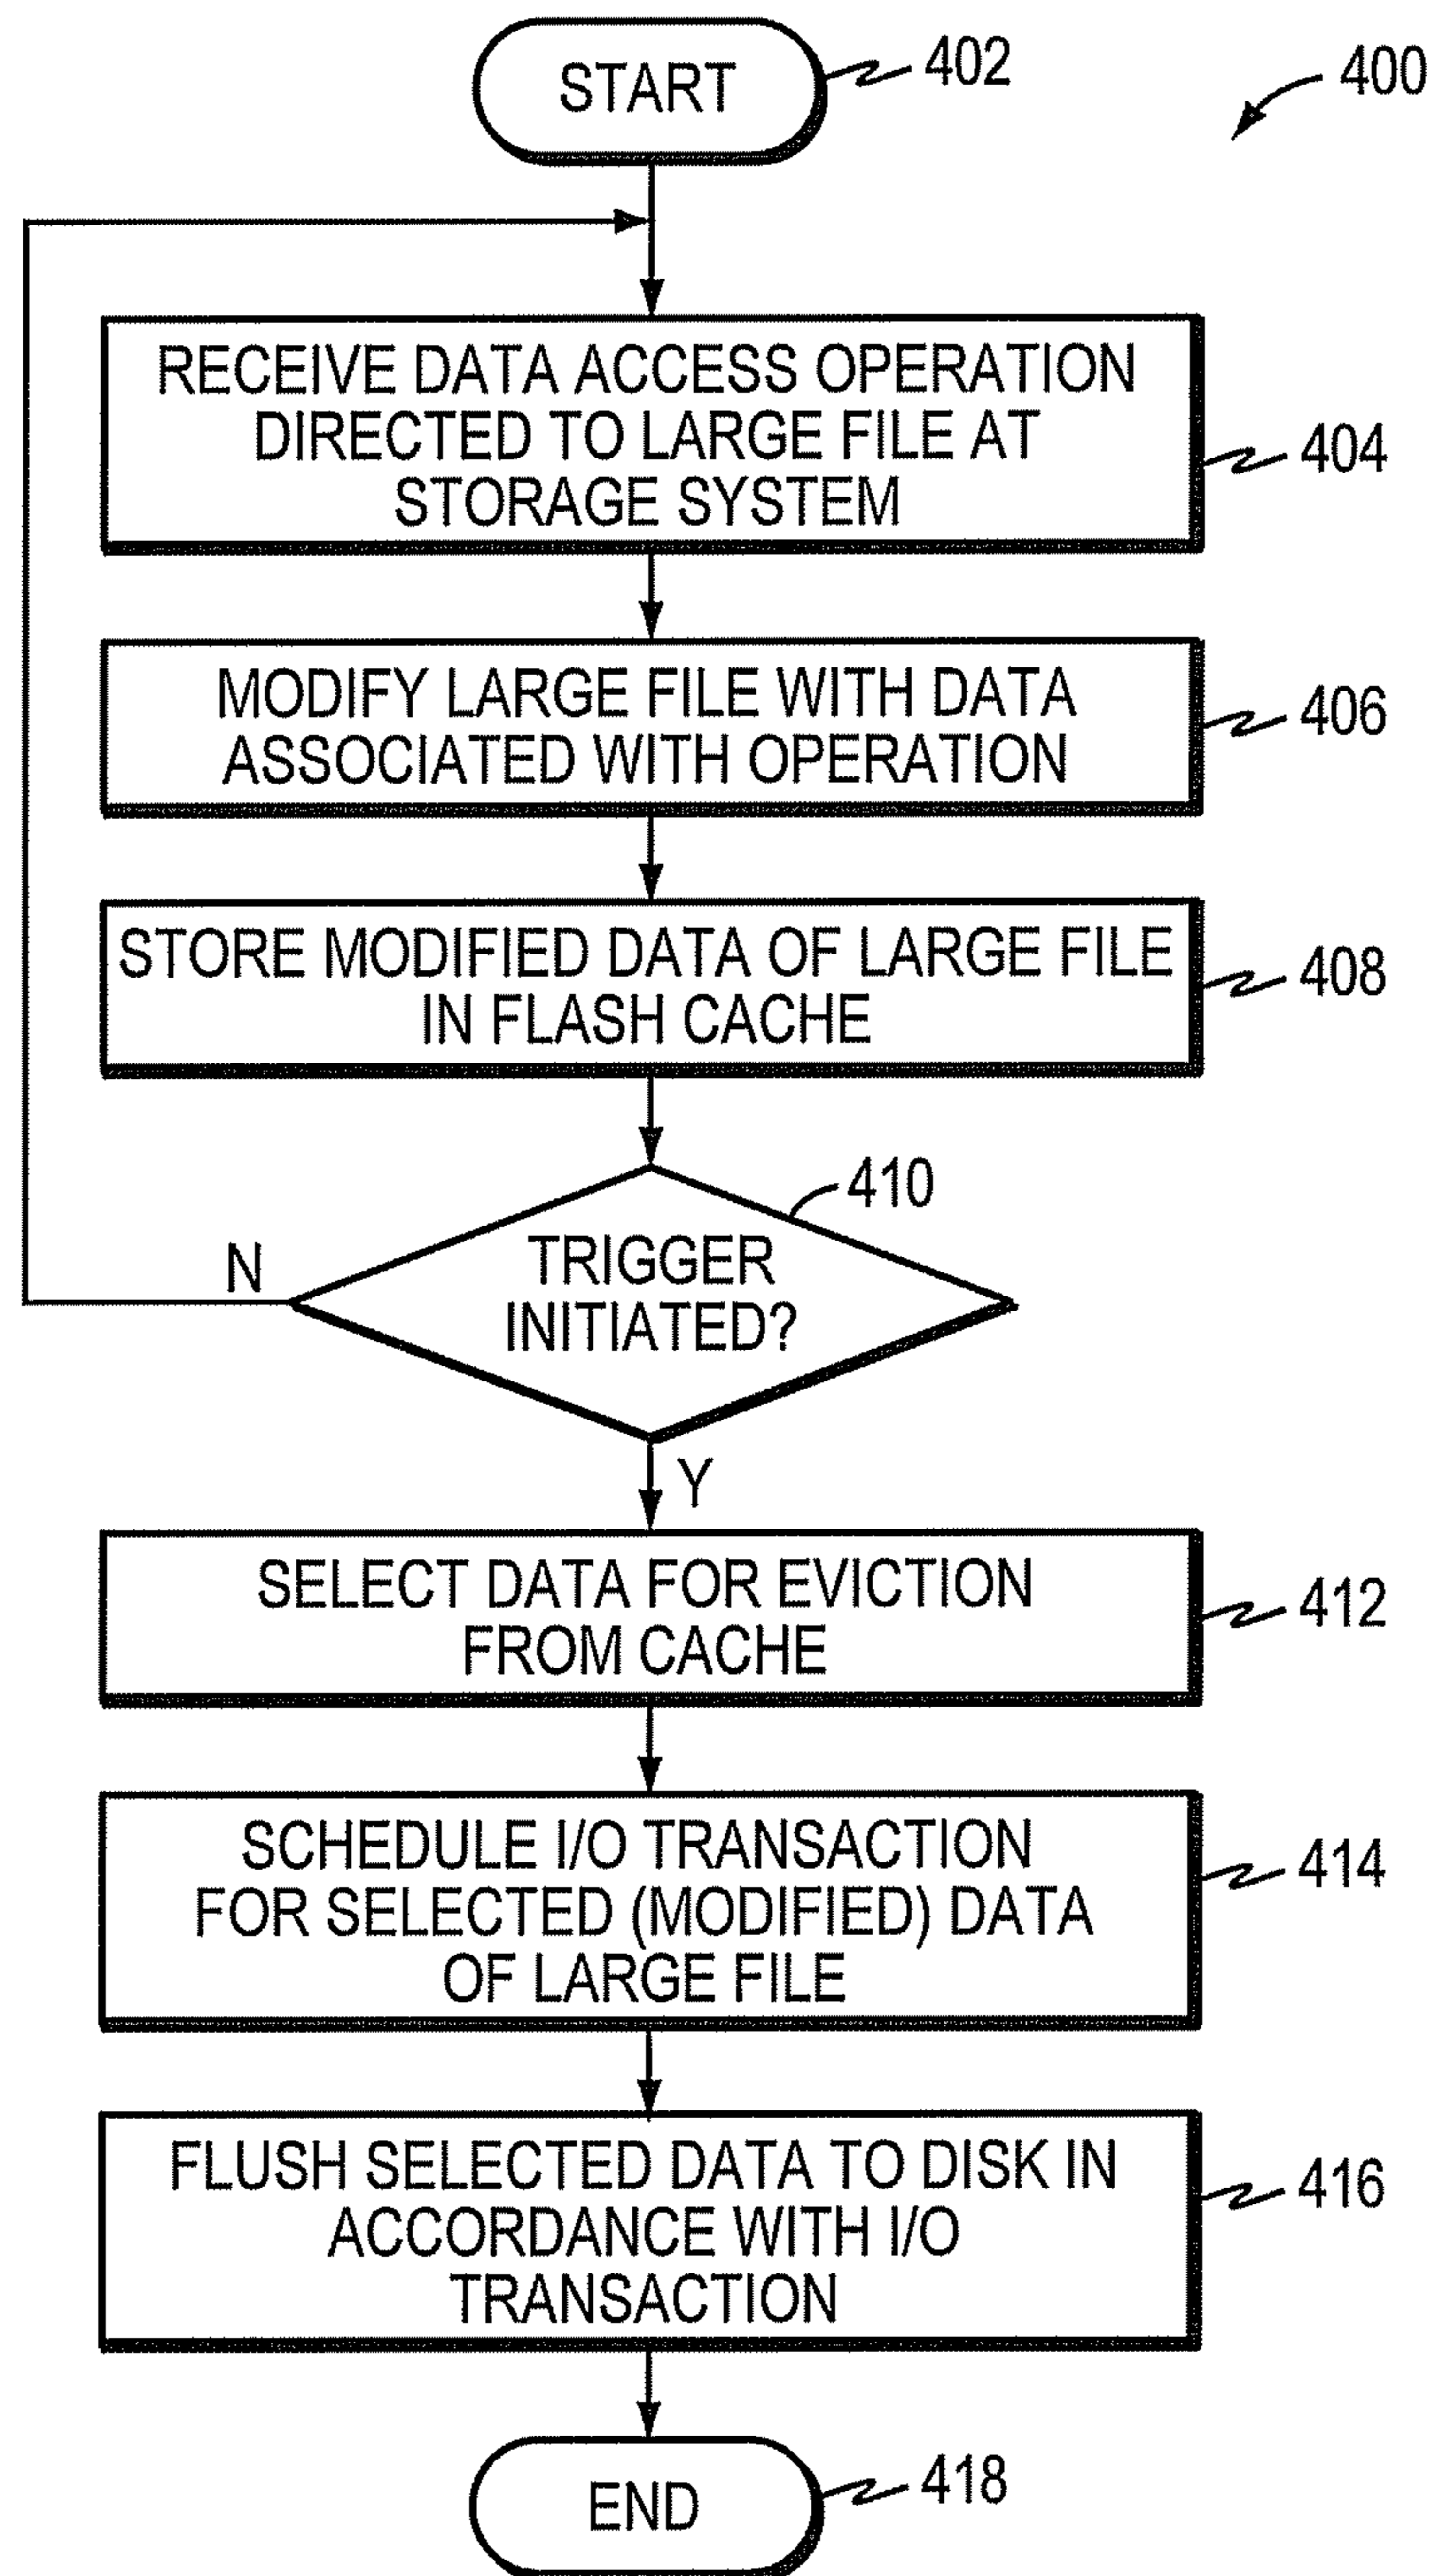 START
402
400
RECEIVE DATA ACCESS OPERATION
DIRECTED TO LARGE FILE AT
STORAGE SYSTEM
404
MODIFY LARGE FILE WITH DATA
ASSOCIATED WITH OPERATION
406
STORE MODIFIED DATA OF LARGE FILE
IN FLASH CACHE
408
410
TRIGGER
INITIATED?
N
Y
SELECT DATA FOR EVICTION
FROM CACHE
412
SCHEDULE I/O TRANSACTION
FOR SELECTED (MODIFIED) DATA
OF LARGE FILE
414
FLUSH SELECTED DATA TO DISK IN
ACCORDANCE WITH I/O
TRANSACTION
416
END
418